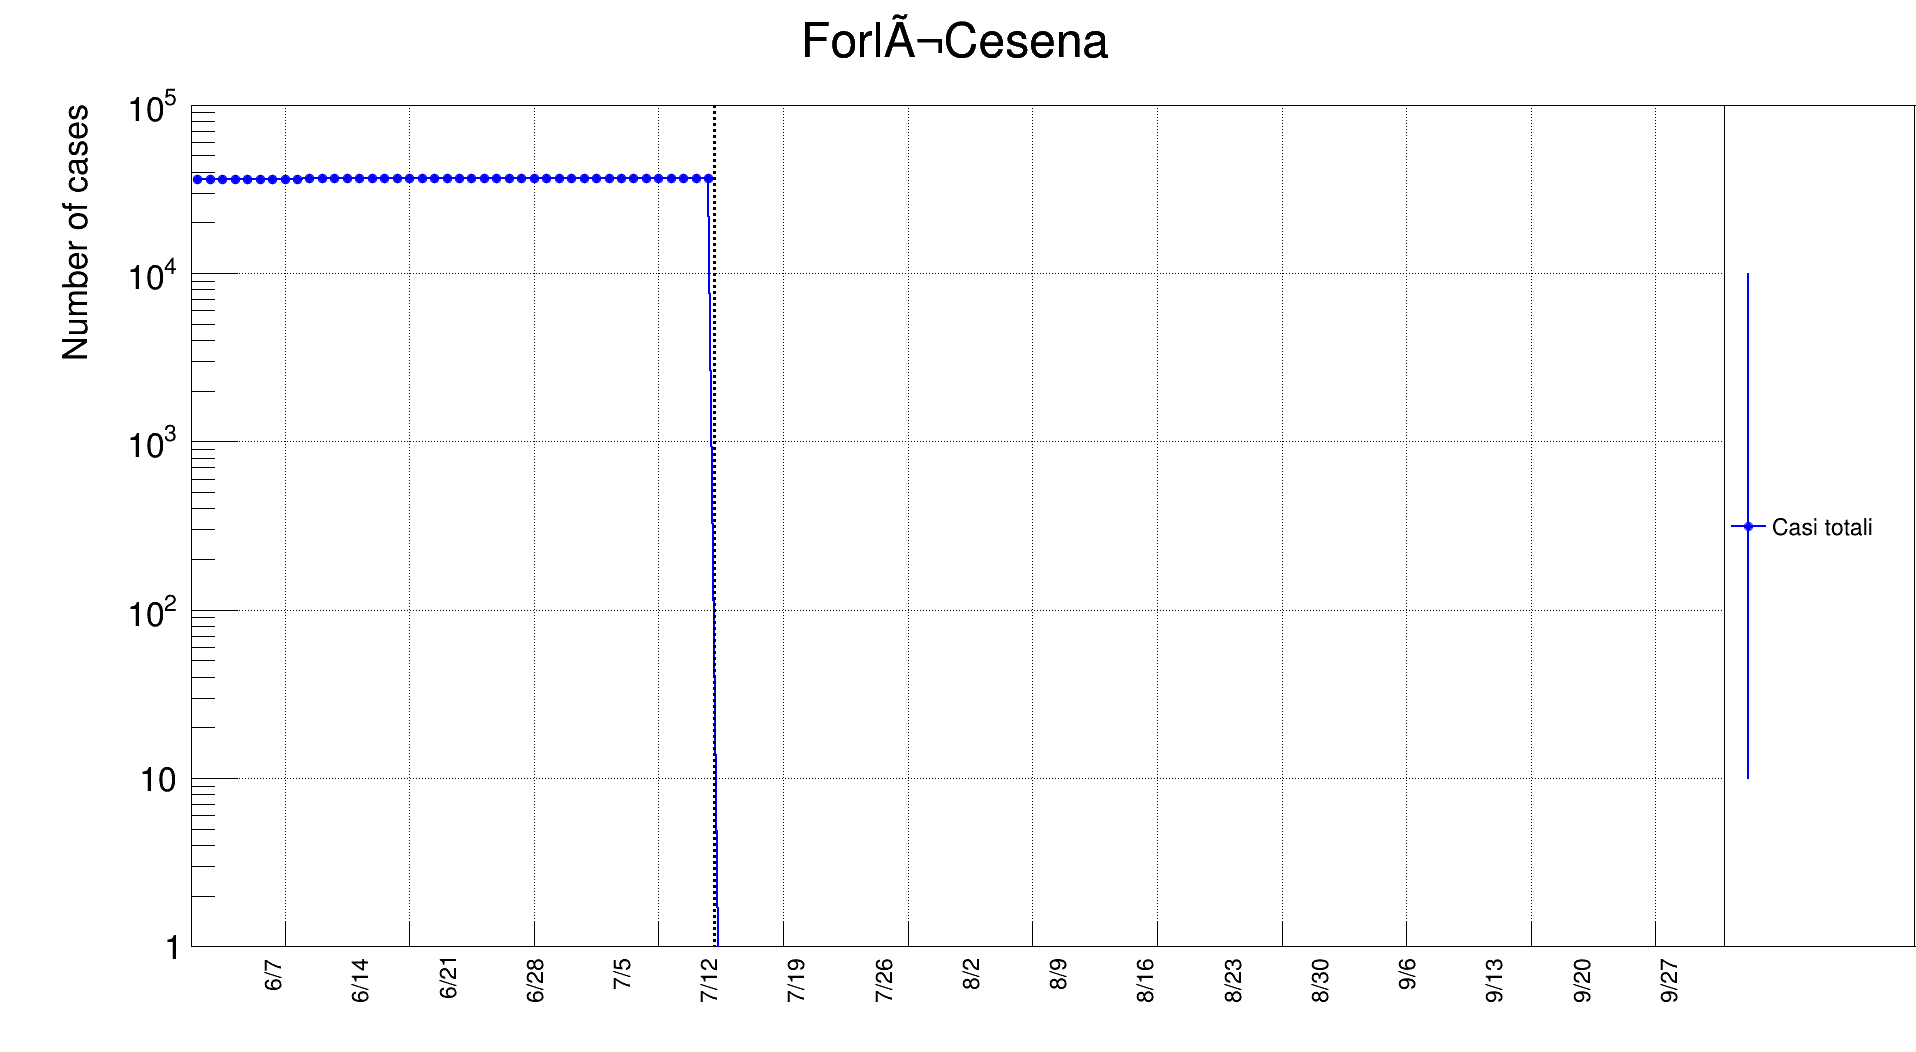 ForlÃ¬Cesena
Number of cases
10^5
10^4
10^3
10^2
10
1
6/7 6/14 6/21 6/28 7/5 7/12 7/19 7/26 8/2 8/9 8/16 8/23 8/30 9/6 9/13 9/20 9/27
Casi totali